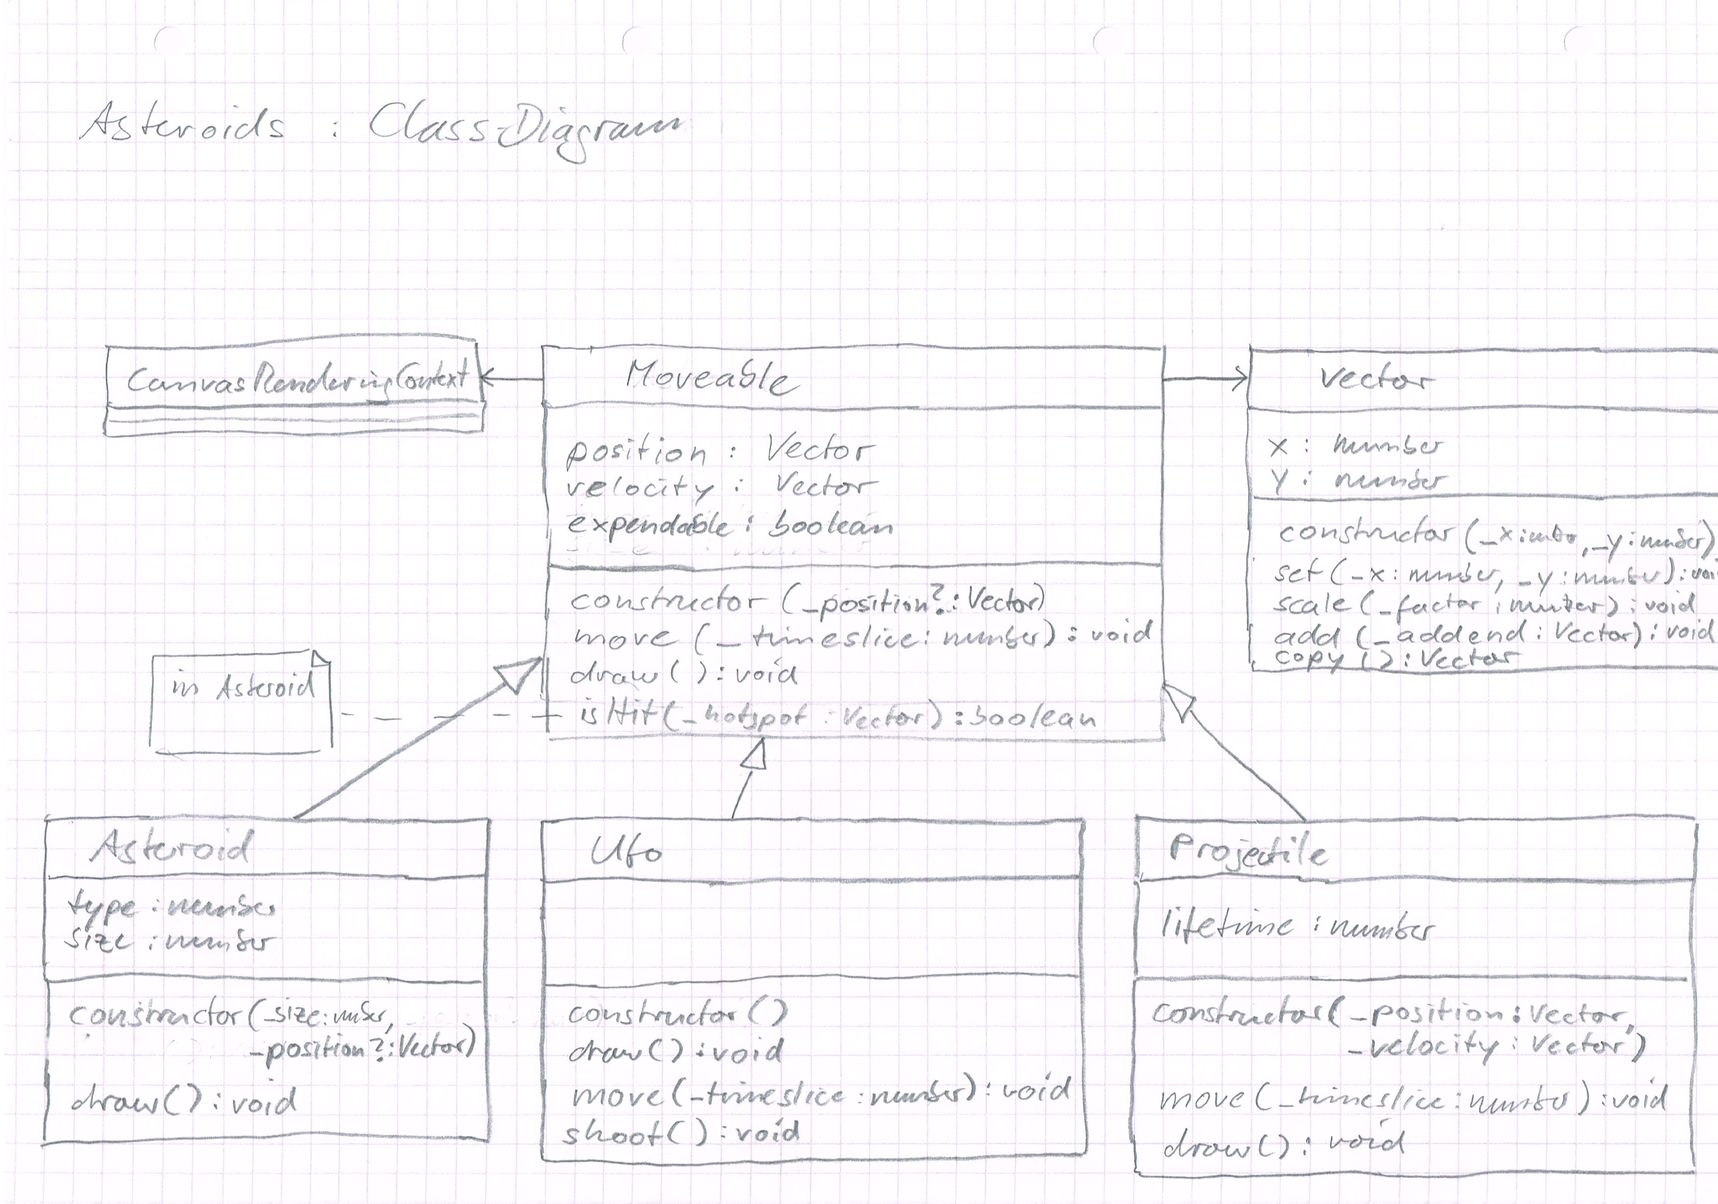 Asteroids : Class-Diagram
CanvasRenderingContext
Moveable
position : Vector
velocity : Vector
expendable : boolean
constructor (_position? : Vector)
move (_timeslice : number) : void
draw () : void
isHit (_hotspot : Vector) : boolean
Vector
x : number
y : number
constructor (_x : , _y : number)
set (_x : number, _y : number) : voi
scale (_factor : number) : void
add (_addend : Vector) : void
copy () : Vector
in Asteroid
Asteroid
type : number
size : number
constructor (_size : number,
_position? : Vector)
draw () : void
Ufo
constructor ()
draw () : void
move (_timeslice : number) : void
shoot () : void
Projectile
lifetime : number
constructor (_position : Vector,
_velocity : Vector)
move (_timeslice : number) : void
draw () : void